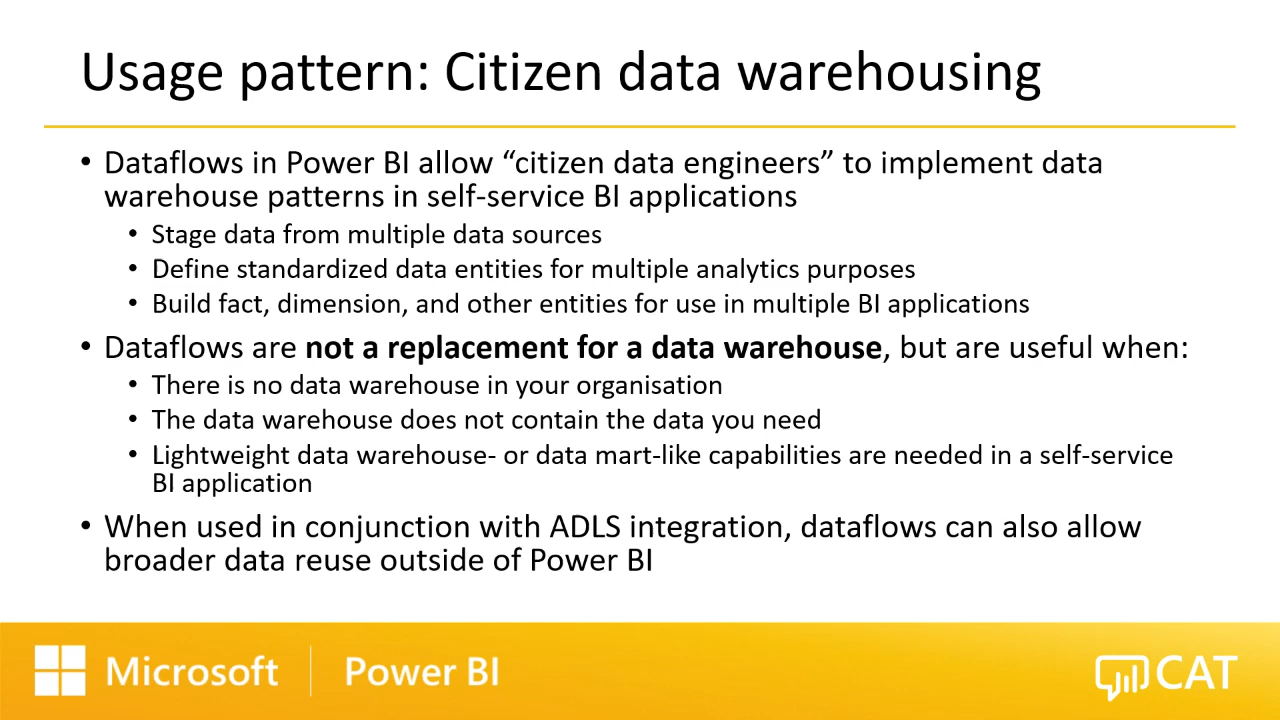 Usage pattern: Citizen data warehousing
• Dataflows in Power BI allow “citizen data engineers” to implement data
warehouse patterns in self-service BI applications
• Stage data from multiple data sources
• Define standardized data entities for multiple analytics purposes
• Build fact, dimension, and other entities for use in multiple BI applications
• Dataflows are not a replacement for a data warehouse, but are useful when:
• There is no data warehouse in your organisation
• The data warehouse does not contain the data you need
• Lightweight data warehouse- or data mart-like capabilities are needed in a self-service
BI application
• When used in conjunction with ADLS integration, dataflows can also allow
broader data reuse outside of Power BI
Microsoft | Power BI
CAT